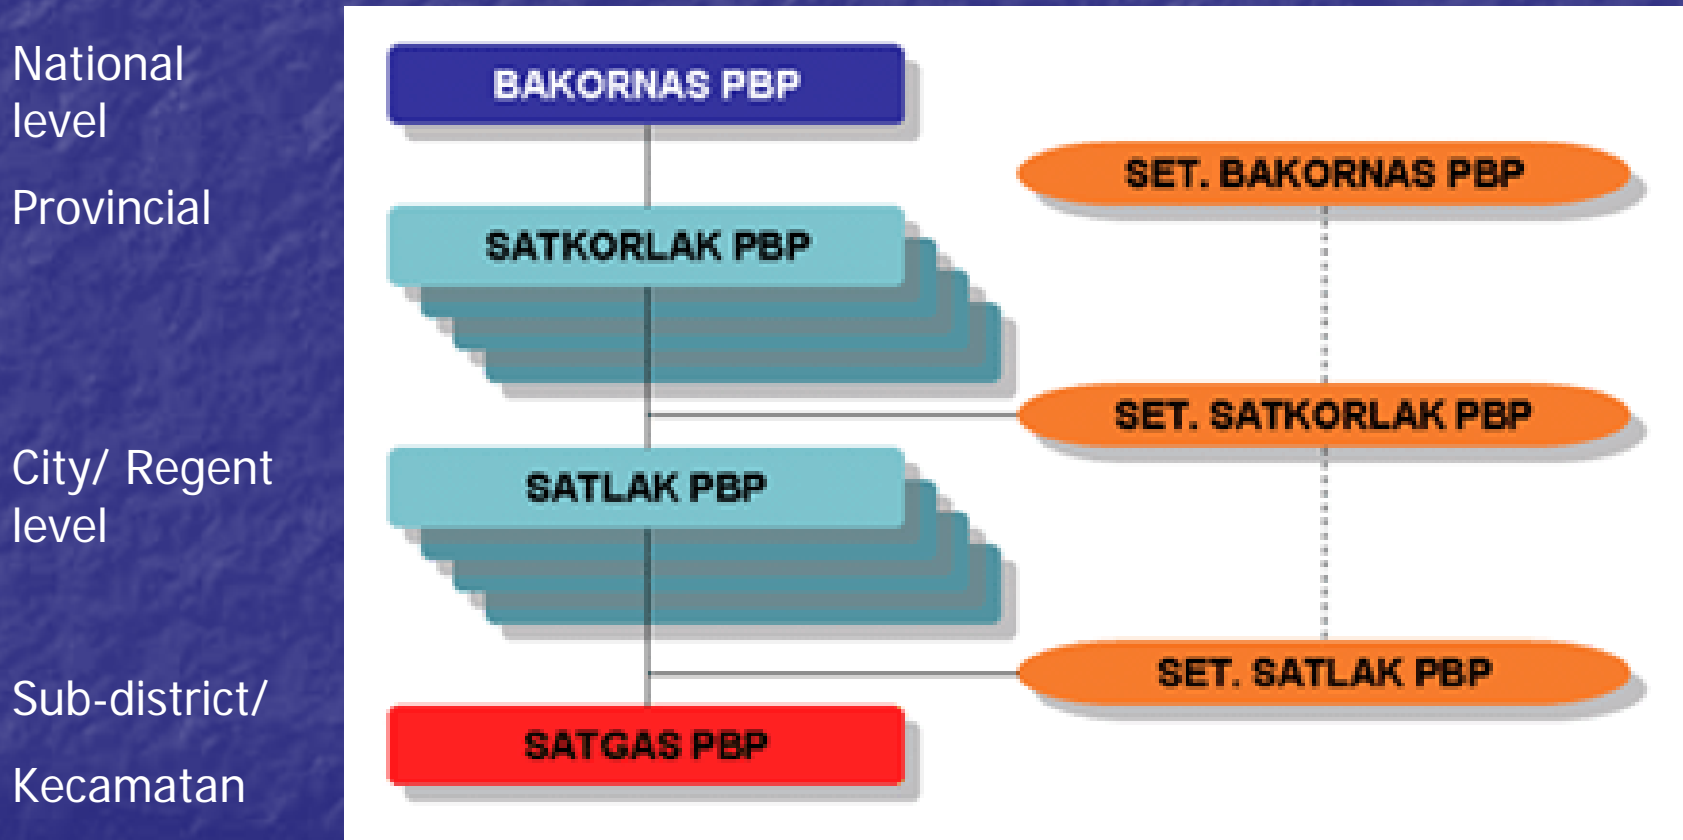 National
level
BAKORNAS PBP
SET. BAKORNAS PBP
Provincial
SATKORLAK PBP
SET. SATKORLAK PBP
City/ Regent
level
SATLAK PBP
SET. SATLAK PBP
Sub-district/
Kecamatan
SATGAS PBP